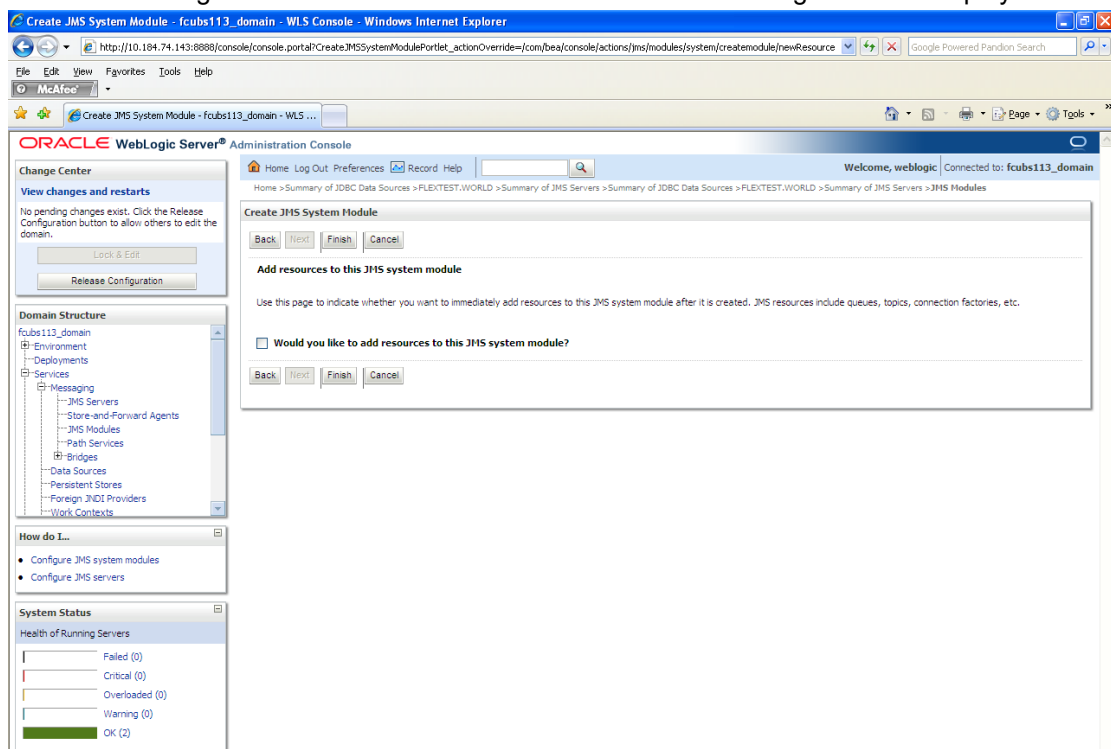 Create JMS System Module - fcubs113_domain - WLS Console - Windows Internet Explorer
http://10.184.74.143:8888/console/console.portal?CreateJMSSystemModulePortlet_actionOverride=/com/bea/console/actions/jms/modules/system/createmodule/newResource
Google Powered Pandion Search
File Edit View Favorites Tools Help
McAfee
Create JMS System Module - fcubs113_domain - WLS ...
Page Tools
ORACLE WebLogic Server® Administration Console
Change Center
View changes and restarts
No pending changes exist. Click the Release
Configuration button to allow others to edit the
domain.
Lock & Edit
Release Configuration
Domain Structure
fcubs113_domain
Environment
Deployments
Services
Messaging
JMS Servers
Store-and-Forward Agents
JMS Modules
Path Services
Bridges
Data Sources
Persistent Stores
Foreign JNDI Providers
Work Contexts
How do I...
Configure JMS system modules
Configure JMS servers
System Status
Health of Running Servers
Failed (0)
Critical (0)
Overloaded (0)
Warning (0)
OK (2)
Home Log Out Preferences Record Help
Welcome, weblogic Connected to: fcubs113_domain
Home >Summary of JDBC Data Sources >FLEXTEST.WORLD >Summary of JMS Servers >Summary of JDBC Data Sources >FLEXTEST.WORLD >Summary of JMS Servers >JMS Modules
Create JMS System Module
Back Next Finish Cancel
Add resources to this JMS system module
Use this page to indicate whether you want to immediately add resources to this JMS system module after it is created. JMS resources include queues, topics, connection factories, etc.
Would you like to add resources to this JMS system module?
Back Next Finish Cancel